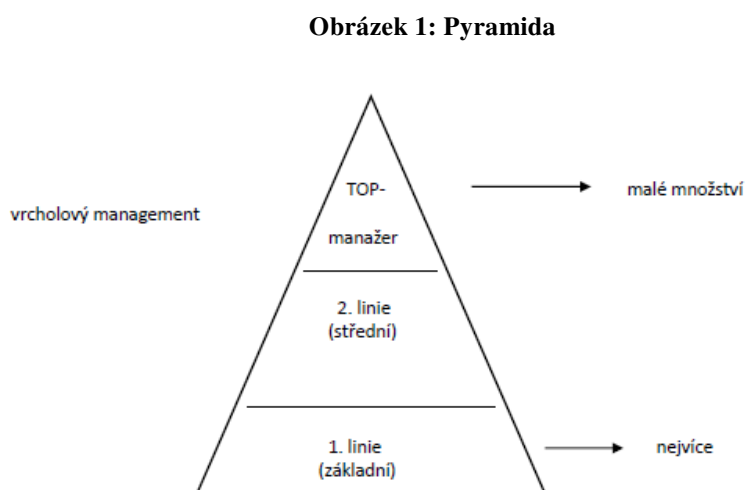 Obrázek 1: Pyramida
TOP-
malé množství
vrcholový management
manažer
2. linie
(střední)
1. linie
(základní)
nejvíce